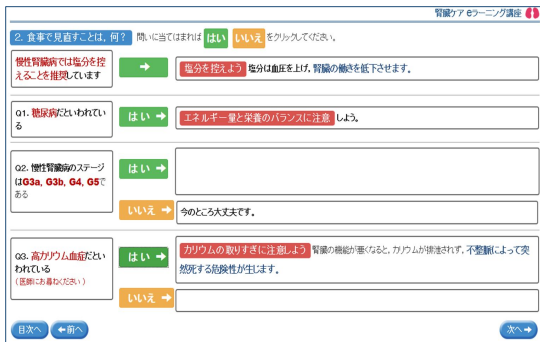 腎臓ケア eラーニング講座
2. 食事で見直すことは、何? 問いに当てはまれば はい いいえ をクリックしてください。
慢性腎臓病では塩分を控
えることを推奨しています
→
塩分を控えよう 塩分は血圧を上げ、腎臓の働きを低下させます。
Q1. 糖尿病だといわれてい
る
はい →
エネルギー量と栄養のバランスに注意 しよう。
Q2. 慢性腎臓病のステージ
はG3a, G3b, G4, G5で
ある
はい →
いいえ →
今のところ大丈夫です。
Q3. 高カリウム血症だとい
われている
(医師にお尋ねください)
はい →
カリウムの取りすぎに注意しよう 腎臓の機能が悪くなると、カリウムが排泄されず、不整脈によって突
然死する危険性が生じます。
いいえ →
目次へ ←前へ 次へ→